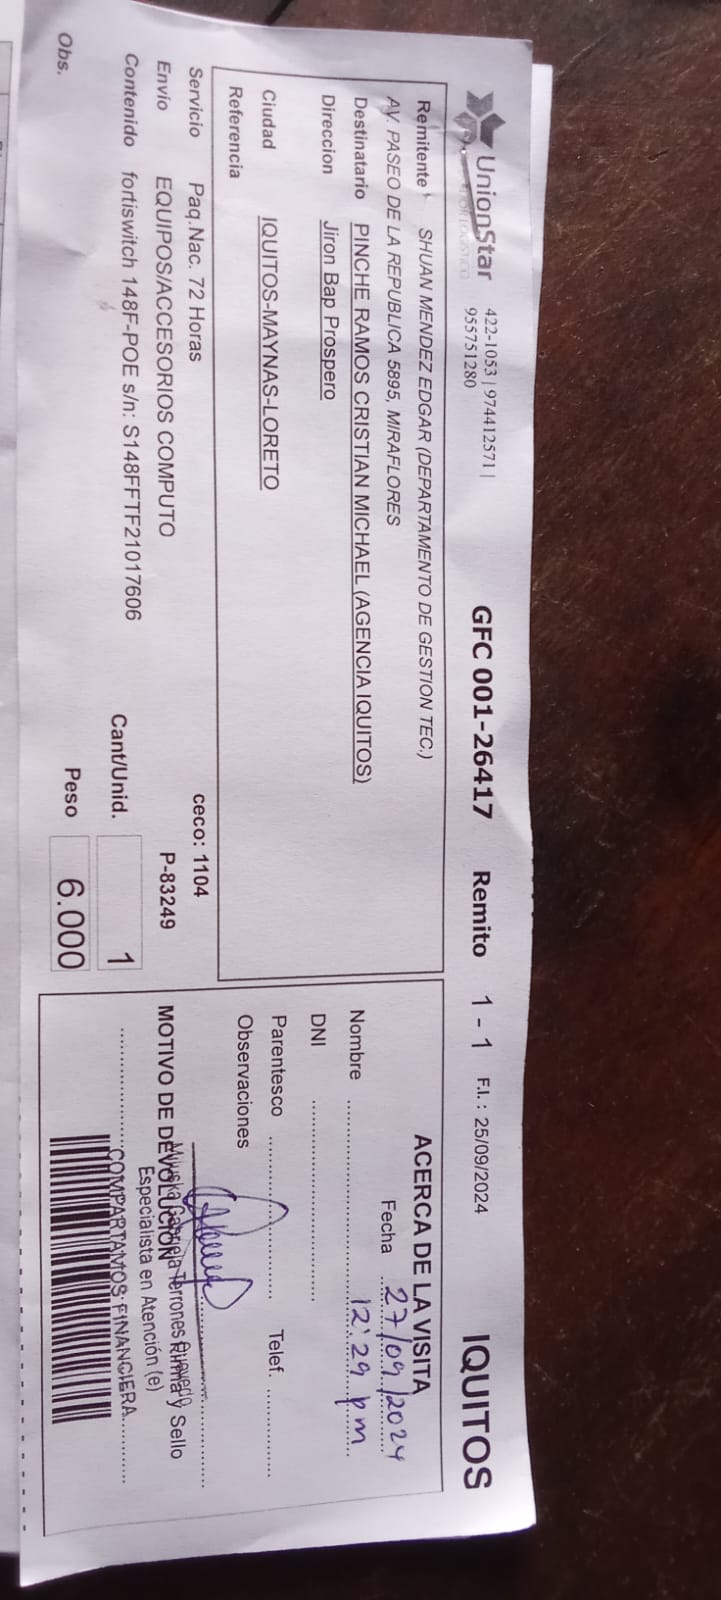 UnionStar
422-1053 | 974412571 |
955751280
GFC 001-26417 Remito 1 - 1 F.I. : 25/09/2024 IQUITOS
Remitente SHUAN MENDEZ EDGAR (DEPARTAMENTO DE GESTION TEC.)
AV. PASEO DE LA REPUBLICA 5895, MIRAFLORES
Destinatario PINCHE RAMOS CRISTIAN MICHAEL (AGENCIA IQUITOS)
Direccion Jiron Bap Prospero
Ciudad IQUITOS-MAYNAS-LORETO
Referencia
Servicio Paq.Nac. 72 Horas ceco: 1104
Envío EQUIPOS/ACCESORIOS COMPUTO P-83249
Contenido fortiswitch 148F-POE s/n: S148FFTF21017606 Cant/Unid. 1
Obs. Peso 6.000
ACERCA DE LA VISITA
Fecha 27/09/2024
12:29 pm
Nombre
DNI
Parentesco Telef.
Observaciones
Firma y Sello
MOTIVO DE DEVOLUCION
Gabriela Terrones
Especialista en Atención (e)
COMPARTAMOS FINANCIERA